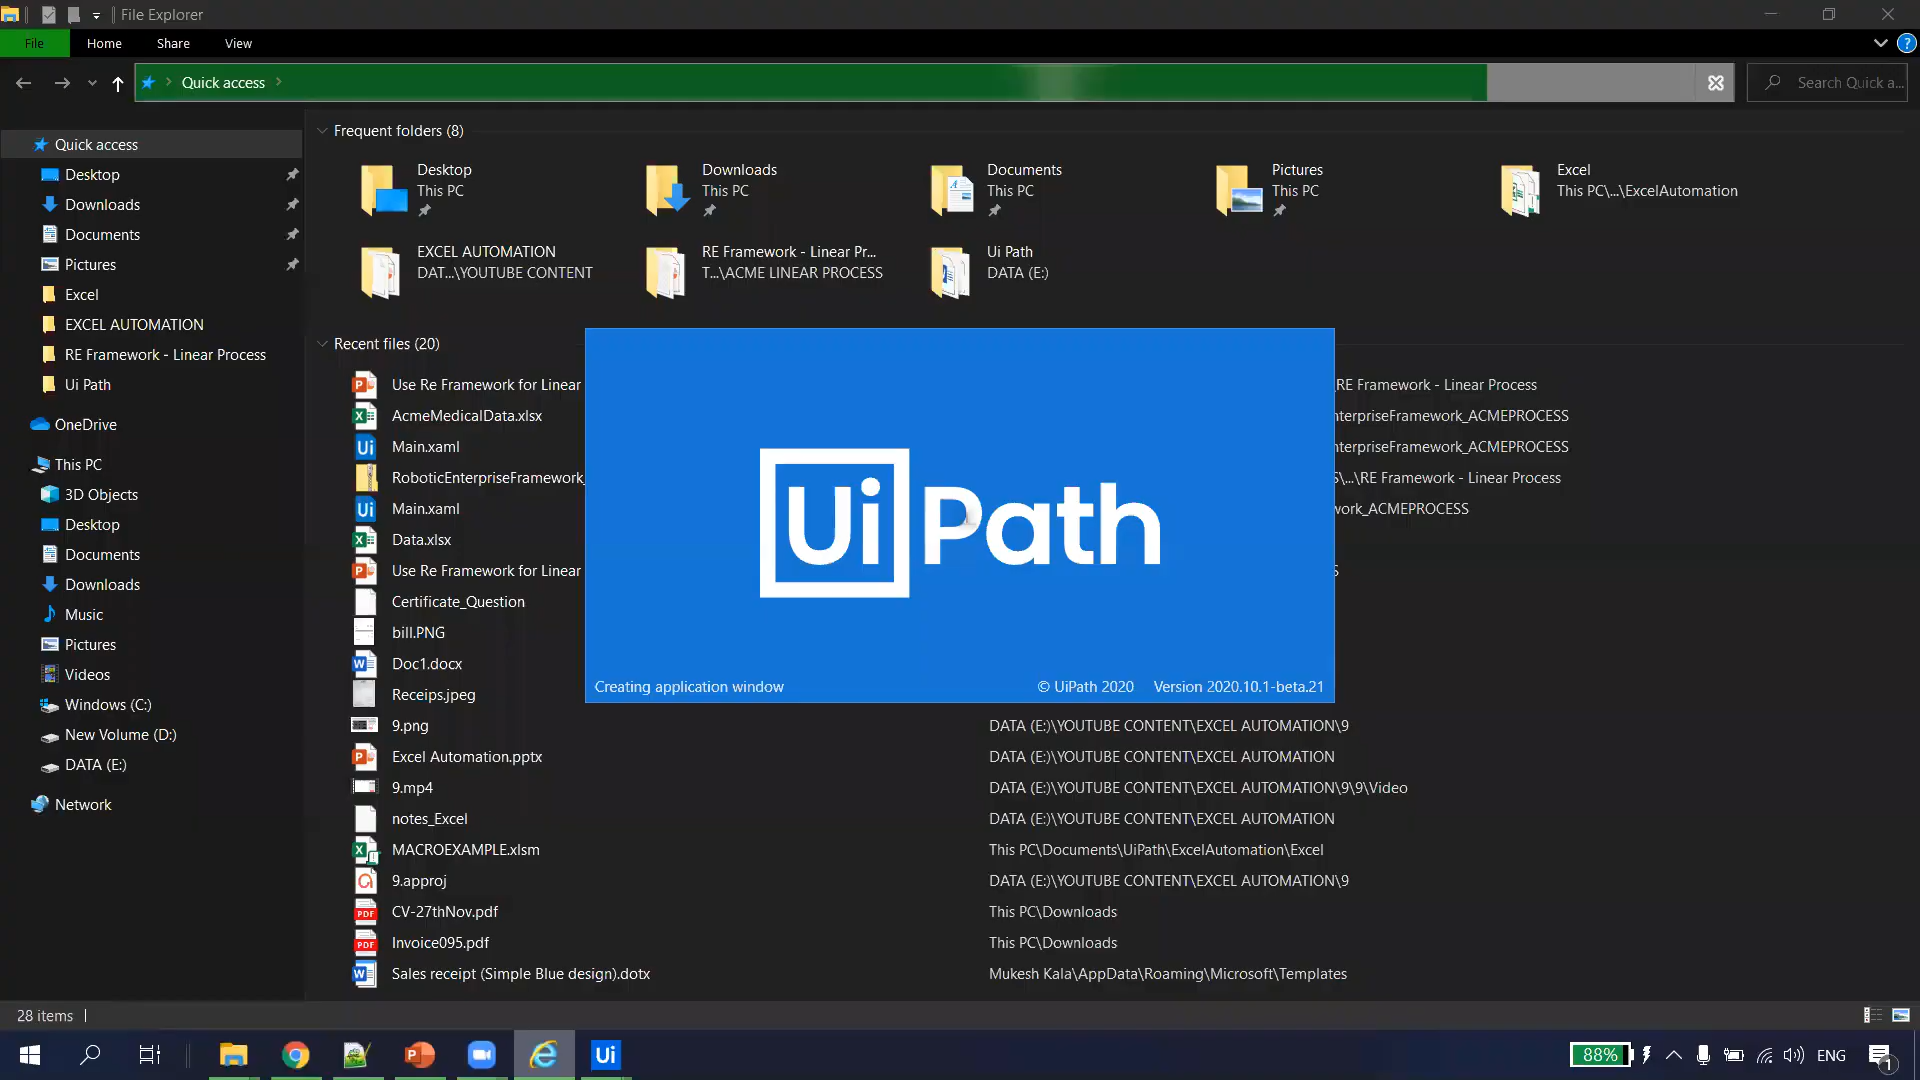 File Explorer
File Home Share View
Quick access
Search Quick a...
Quick access
Desktop
Downloads
Documents
Pictures
Excel
EXCEL AUTOMATION
RE Framework - Linear Process
Ui Path
OneDrive
This PC
3D Objects
Desktop
Documents
Downloads
Music
Pictures
Videos
Windows (C:)
New Volume (D:)
DATA (E:)
Network
Frequent folders (8)
Desktop
This PC
Downloads
This PC
Documents
This PC
Pictures
This PC
Excel
This PC\...\ExcelAutomation
EXCEL AUTOMATION
DAT...\YOUTUBE CONTENT
RE Framework - Linear Pr...
T...\ACME LINEAR PROCESS
Ui Path
DATA (E:)
Recent files (20)
Use Re Framework for Linear RE Framework - Linear Process
AcmeMedicalData.xlsx nterpriseFramework_ACMEPROCESS
Main.xaml nterpriseFramework_ACMEPROCESS
RoboticEnterpriseFramework_ S\...\RE Framework - Linear Process
Main.xaml work_ACMEPROCESS
Data.xlsx
Use Re Framework for Linear S
Certificate_Question
bill.PNG
Doc1.docx
Receips.jpeg
9.png DATA (E:)\YOUTUBE CONTENT\EXCEL AUTOMATION\9
Excel Automation.pptx DATA (E:)\YOUTUBE CONTENT\EXCEL AUTOMATION
9.mp4 DATA (E:)\YOUTUBE CONTENT\EXCEL AUTOMATION\9\9\Video
notes_Excel DATA (E:)\YOUTUBE CONTENT\EXCEL AUTOMATION
MACROEXAMPLE.xlsm This PC\Documents\UiPath\ExcelAutomation\Excel
9.approj DATA (E:)\YOUTUBE CONTENT\EXCEL AUTOMATION\9
CV-27thNov.pdf This PC\Downloads
Invoice095.pdf This PC\Downloads
Sales receipt (Simple Blue design).dotx Mukesh Kala\AppData\Roaming\Microsoft\Templates
UiPath
Creating application window © UiPath 2020 Version 2020.10.1-beta.21
28 items
Ui
88% ENG 1